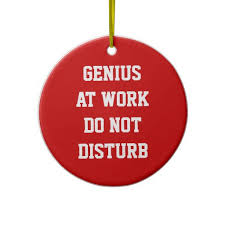 GENIUS
AT WORK
DO NOT
DISTURB